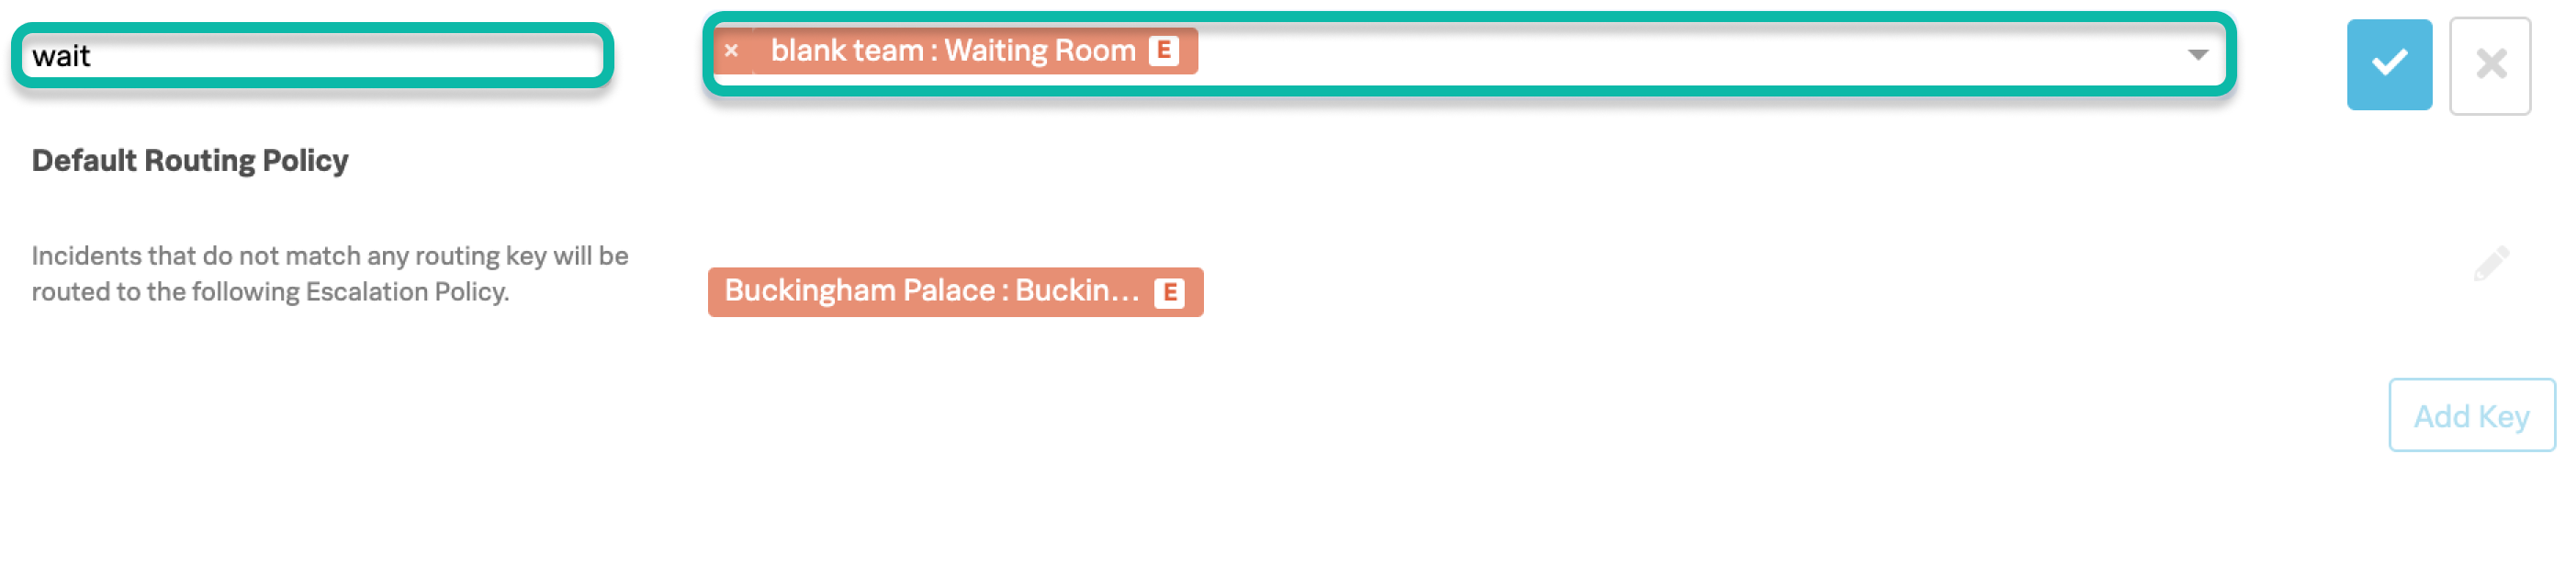 wait
× blank team : Waiting Room E
Default Routing Policy
Incidents that do not match any routing key will be
routed to the following Escalation Policy.
Buckingham Palace : Buckin... E
Add Key